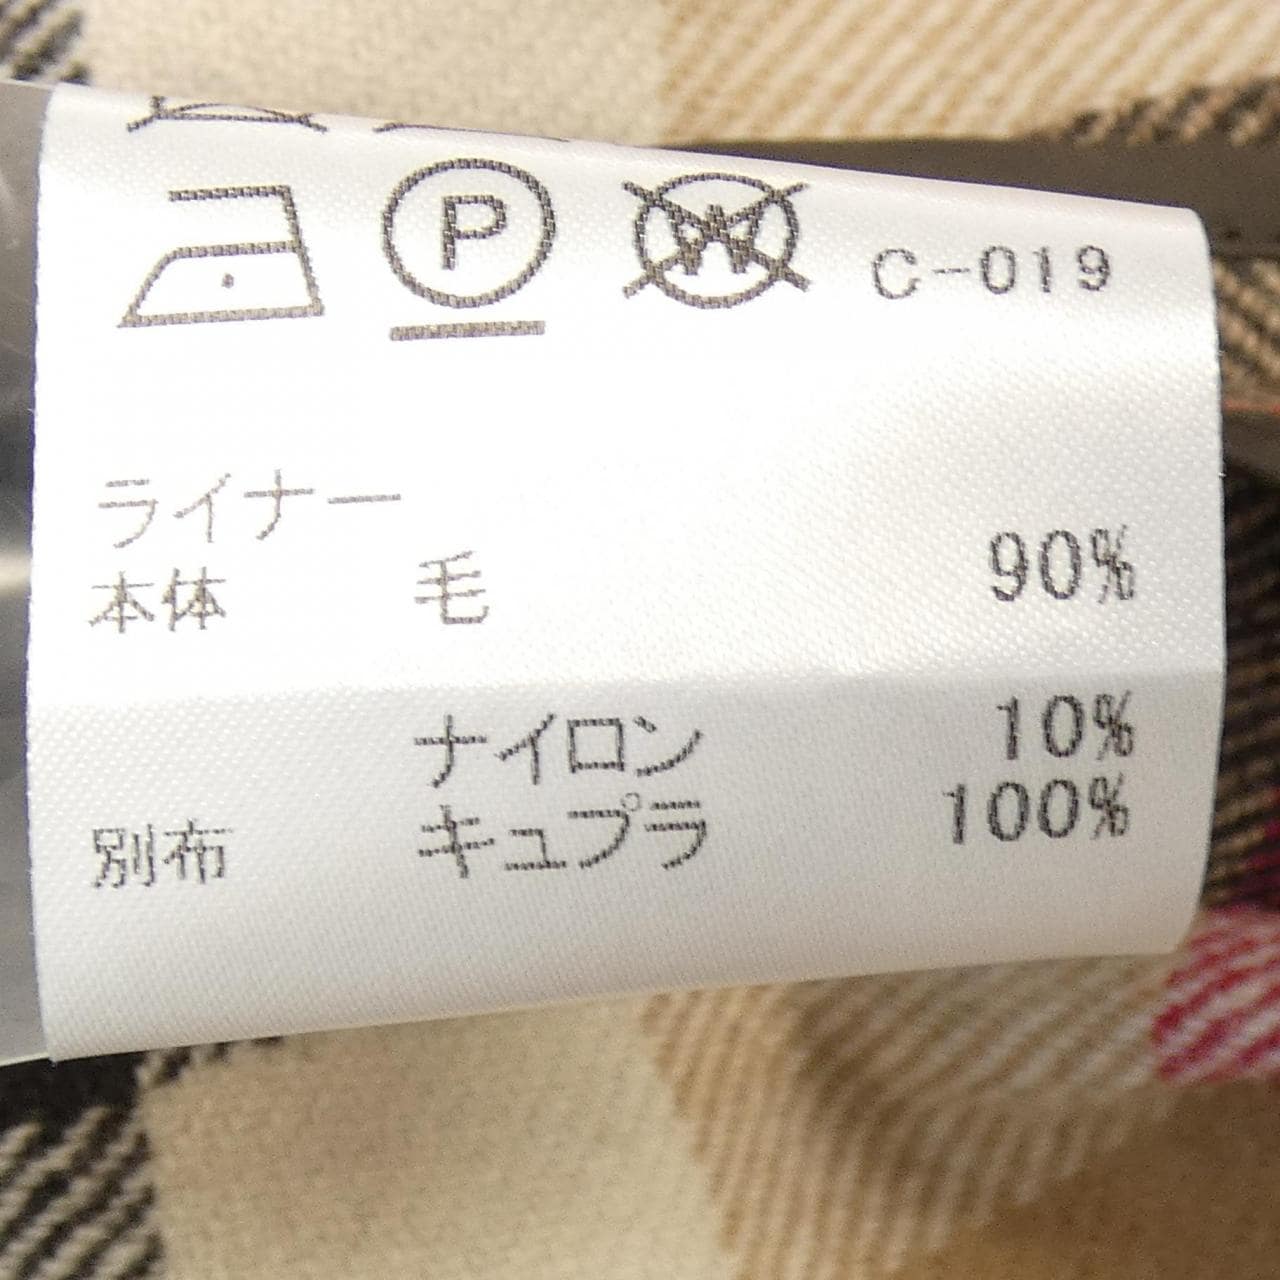 P W C-019
ライナー
本体 毛 90%
ナイロン 10%
別布 キュプラ 100%